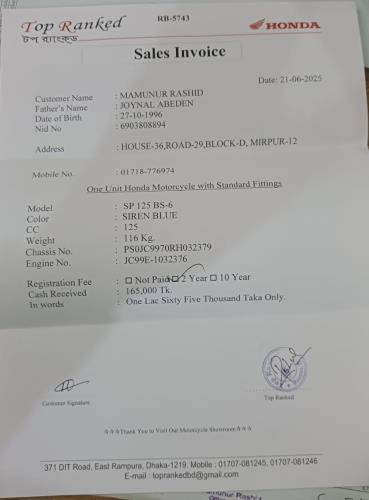 RB-5743
Top Ranked
টপ র‍্যাংকড
HONDA
Sales Invoice
Date: 21-06-2025
Customer Name : MAMUNUR RASHID
Father's Name : JOYNAL ABEDEN
Date of Birth : 27-10-1996
Nid No : 6903808894
Address : HOUSE-36,ROAD-29,BLOCK-D, MIRPUR-12
Mobile No. : 01718-776974
One Unit Honda Motorcycle with Standard Fittings
Model : SP 125 BS-6
Color : SIREN BLUE
CC : 125
Weight : 116 Kg.
Chassis No. : PS0JC9970RH032379
Engine No. : JC99E-1032376
Registration Fee : ☐ Not Paid ☐ 2 Year ☐ 10 Year
Cash Received : 165,000 Tk.
In words : One Lac Sixty Five Thousand Taka Only.
Customer Signature
Top Ranked
☆☆☆Thank You to Visit Our Motorcycle Showroom☆☆☆
371 DIT Road, East Rampura, Dhaka-1219. Mobile : 01707-081245, 01707-081246
E-mail : toprankedbd@gmail.com